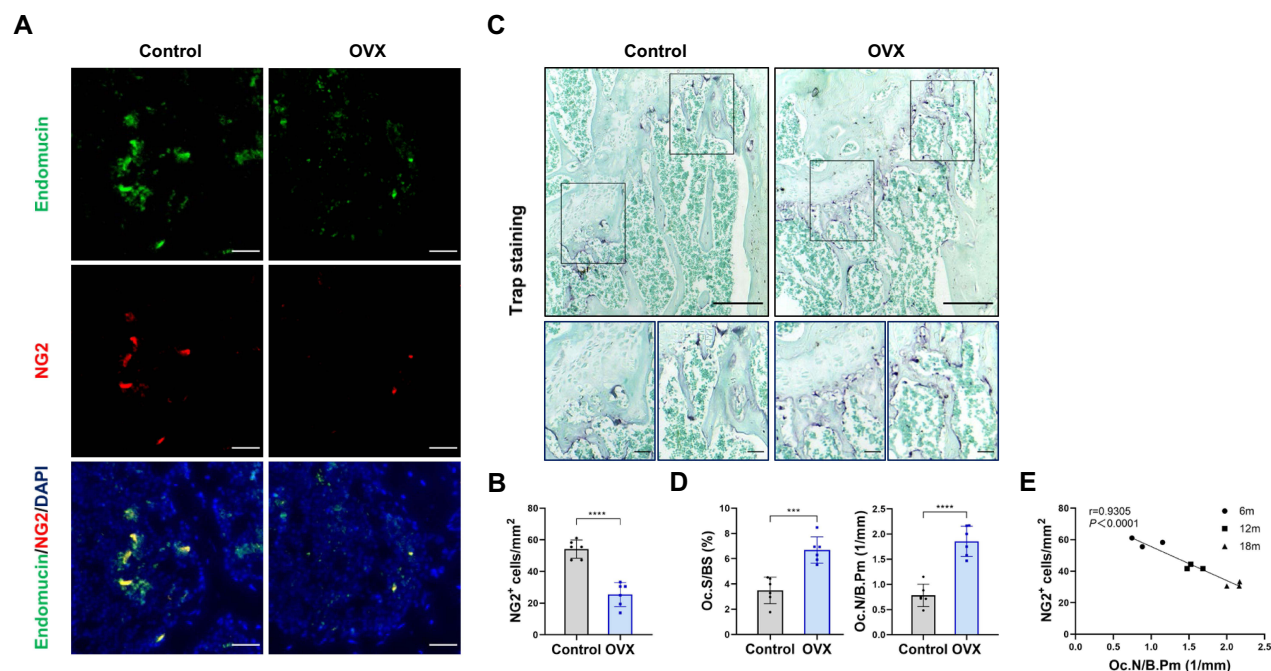 A
Control
OVX
Endomucin
NG2
Endomucin/NG2/DAPI
C
Control
OVX
Trap staining
B
NG2+ cells/mm2
80
60
40
20
0
****
Control OVX
D
Oc.S/BS (%)
10
8
6
4
2
0
***
Control OVX
Oc.N/B.Pm (1/mm)
2.5
2.0
1.5
1.0
0.5
0.0
****
Control OVX
E
NG2+ cells/mm2
80
60
40
20
0
r=0.9305
P<0.0001
6m
12m
18m
0.0 0.5 1.0 1.5 2.0 2.5
Oc.N/B.Pm (1/mm)